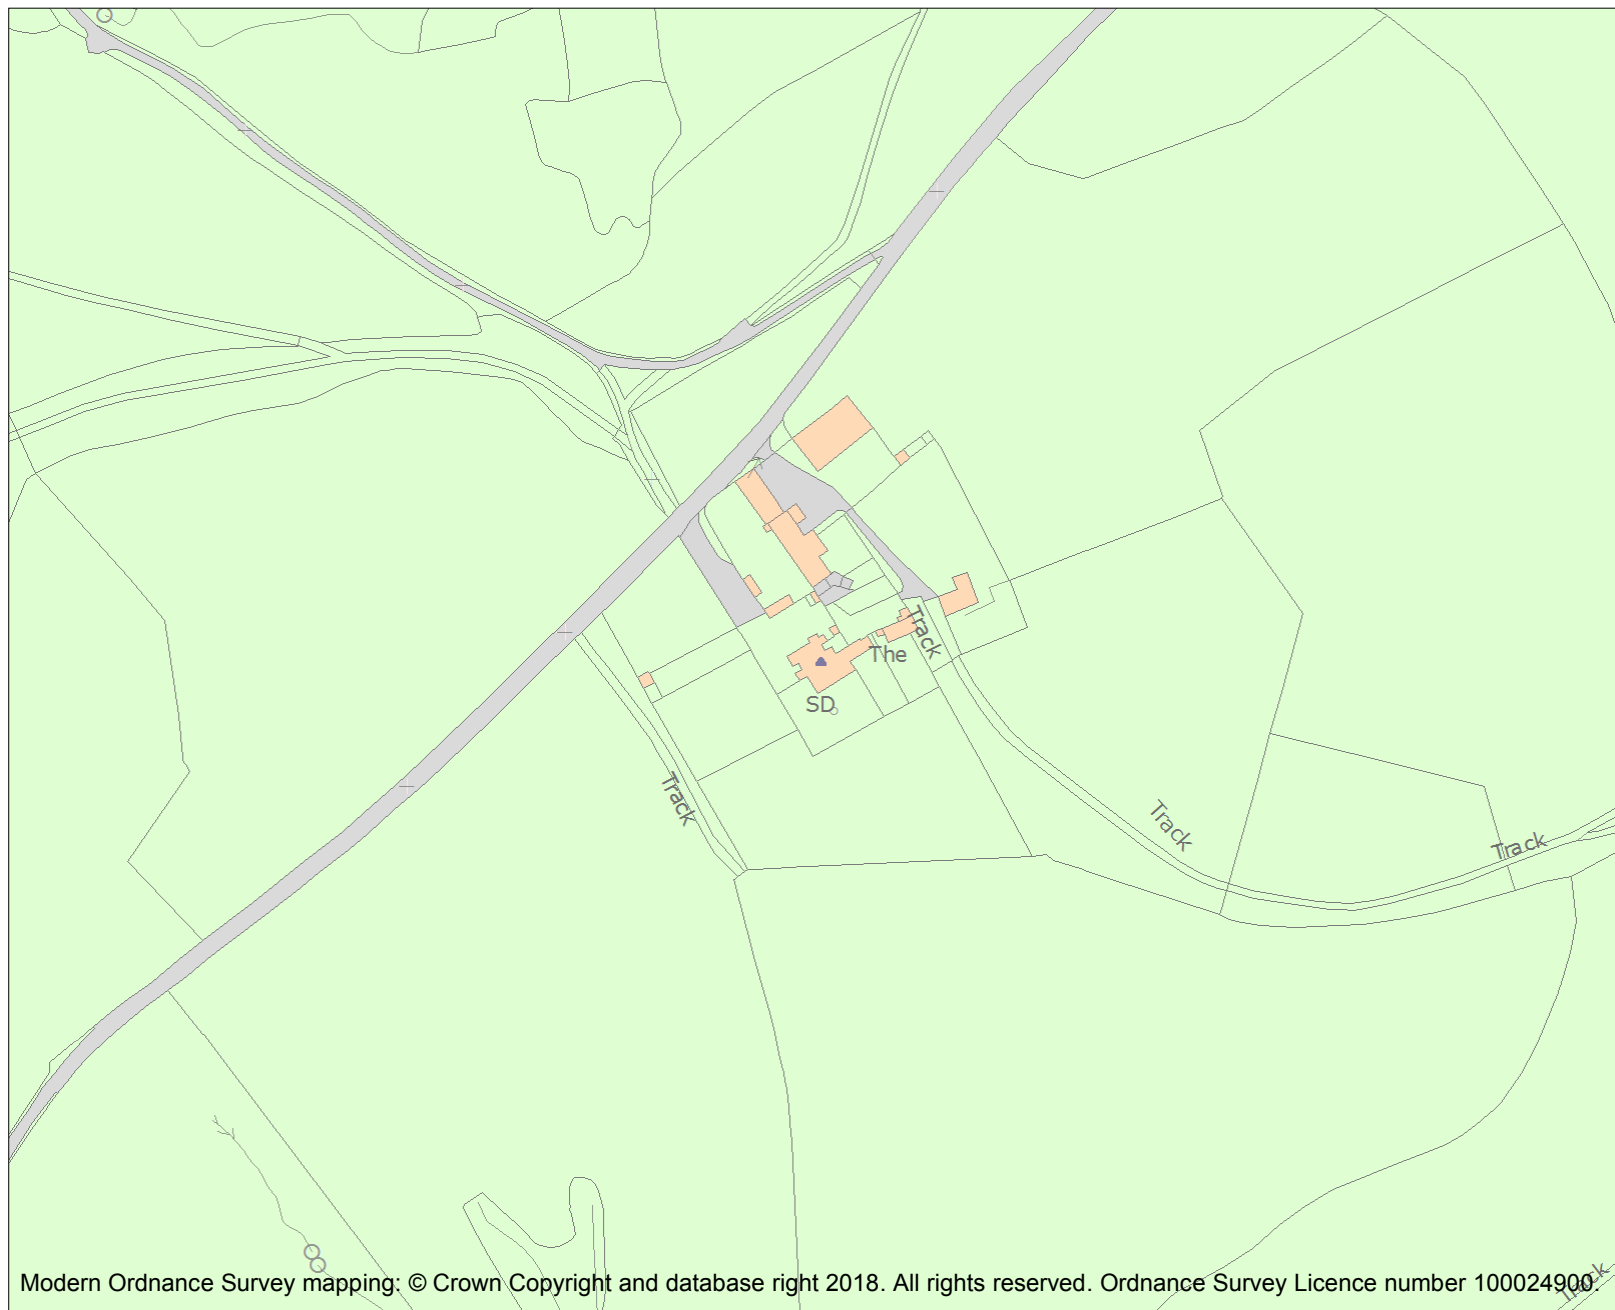 Track
The
SD
Track
Track
Track
Track
Modern Ordnance Survey mapping: © Crown Copyright and database right 2018. All rights reserved. Ordnance Survey Licence number 100024900.